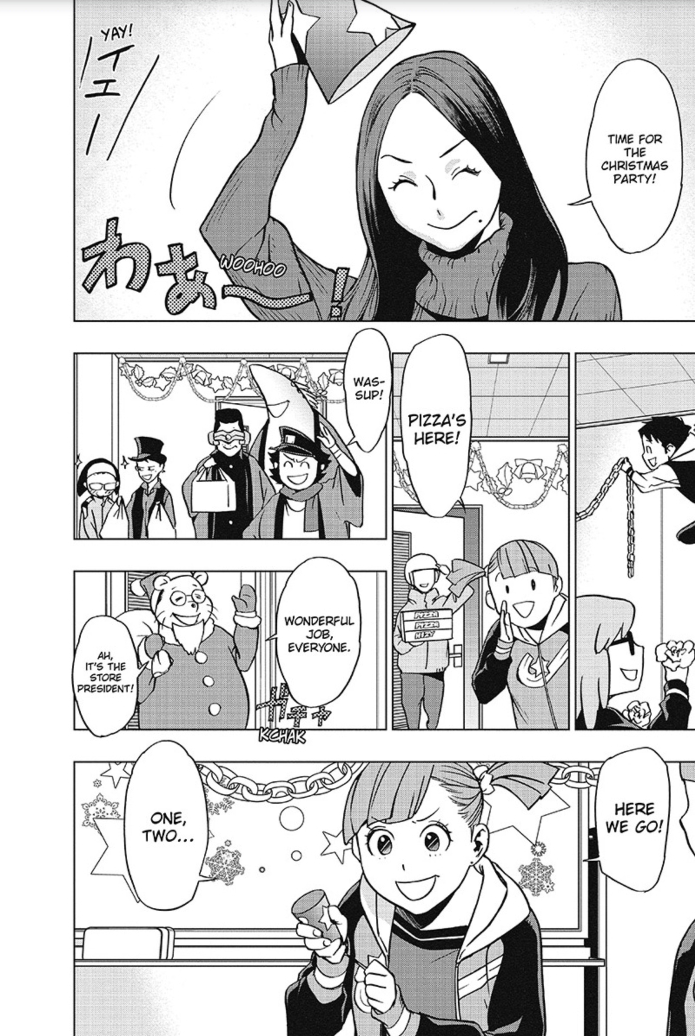 TIME FOR
THE
CHRISTMAS
PARTY!
YAY!
イエー
わぁ〜!
WOOHOO
PIZZA'S
HERE!
WAS-
SUP!
PIZZA
PIZZA
WONDERFUL
JOB,
EVERYONE.
AH,
IT'S THE
STORE
PRESIDENT!
ガチャ
KCHAK
HERE
WE GO!
ONE,
TWO...